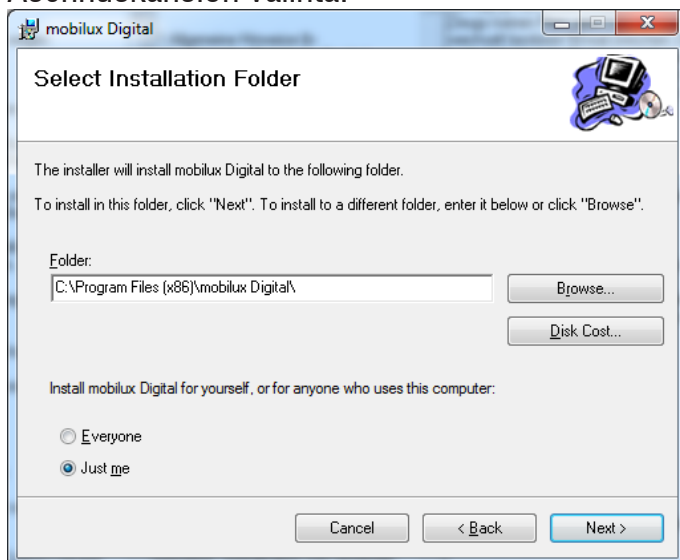 mobilux Digital
Select Installation Folder
The installer will install mobilux Digital to the following folder.
To install in this folder, click "Next". To install to a different folder, enter it below or click "Browse".
Folder:
C:\Program Files (x86)\mobilux Digital\
Browse...
Disk Cost...
Install mobilux Digital for yourself, or for anyone who uses this computer:
Everyone
Just me
Cancel
< Back
Next >